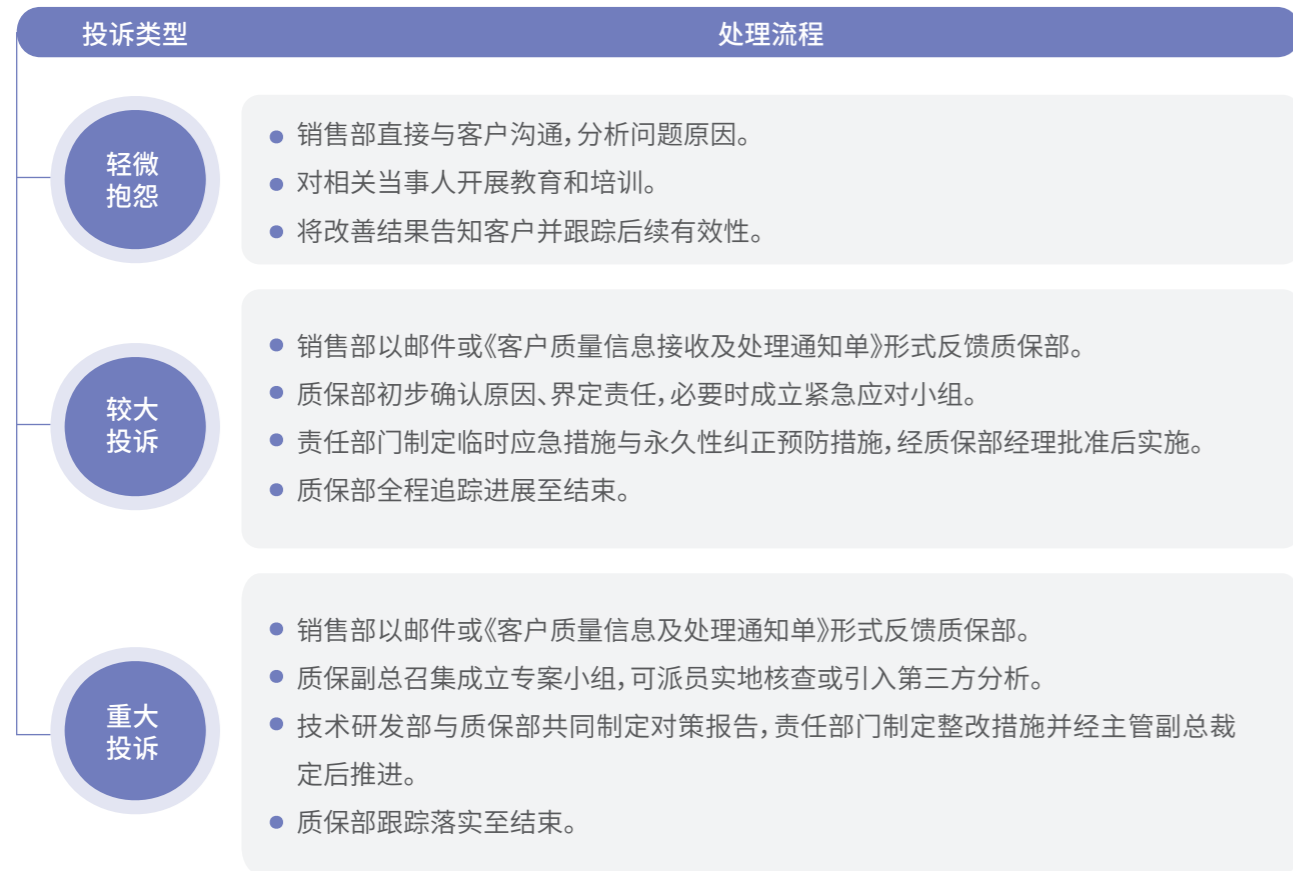 投诉类型
处理流程
轻微
抱怨
销售部直接与客户沟通,分析问题原因。
对相关当事人开展教育和培训。
将改善结果告知客户并跟踪后续有效性。
较大
投诉
销售部以邮件或《客户质量信息接收及处理通知单》形式反馈质保部。
质保部初步确认原因、界定责任,必要时成立紧急应对小组。
责任部门制定临时应急措施与永久性纠正预防措施,经质保部经理批准后实施。
质保部全程追踪进展至结束。
重大
投诉
销售部以邮件或《客户质量信息及处理通知单》形式反馈质保部。
质保副总召集成立专案小组,可派员实地核查或引入第三方分析。
技术研发部与质保部共同制定对策报告,责任部门制定整改措施并经主管副总裁
定后推进。
质保部跟踪落实至结束。